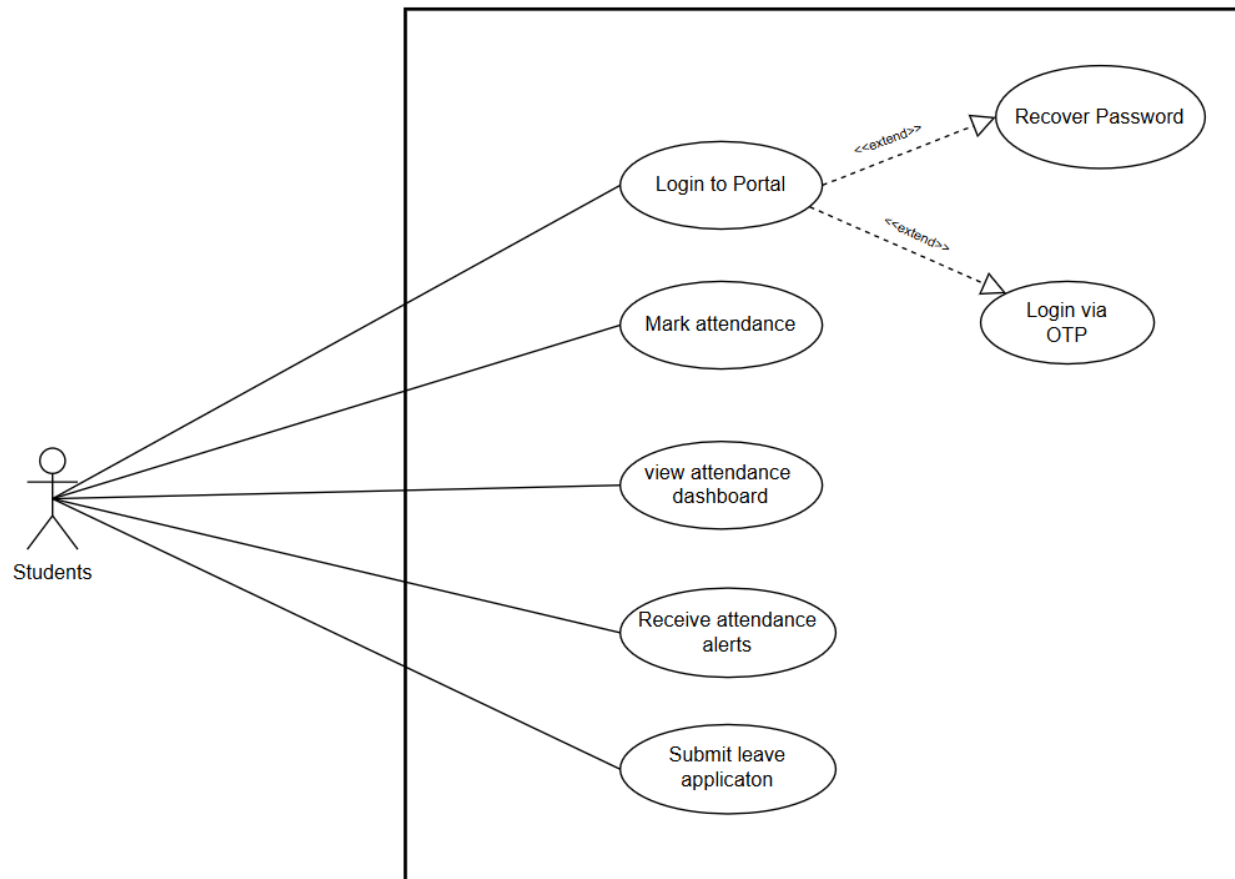 Recover Password
<<extend>>
Login to Portal
<<extend>>
Login via
OTP
Mark attendance
view attendance
dashboard
Students
Receive attendance
alerts
Submit leave
applicaton